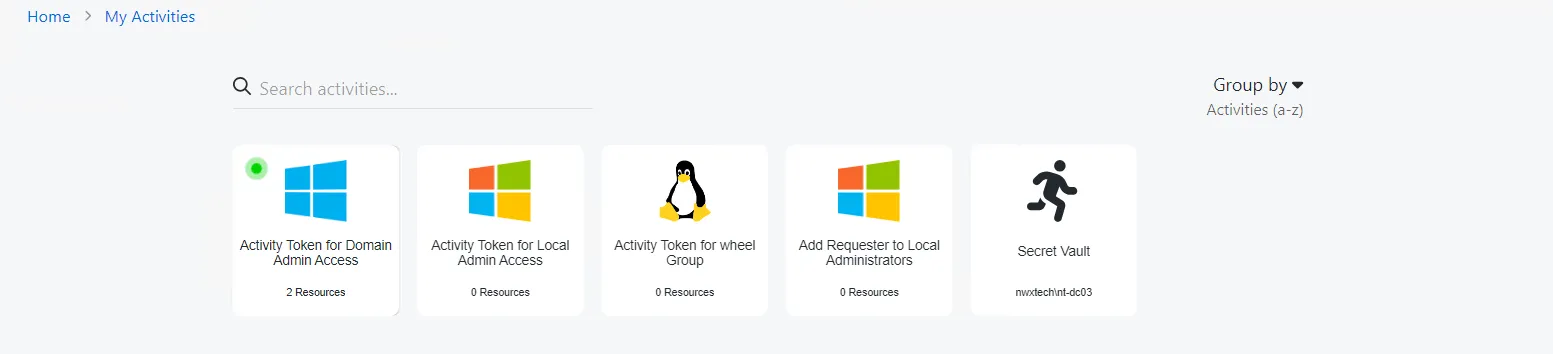 Home > My Activities
Search activities...
Group by
Activities (a-z)
Activity Token for Domain
Admin Access
2 Resources
Activity Token for Local
Admin Access
0 Resources
Activity Token for wheel
Group
0 Resources
Add Requester to Local
Administrators
0 Resources
Secret Vault
nwxtech\nt-dc03